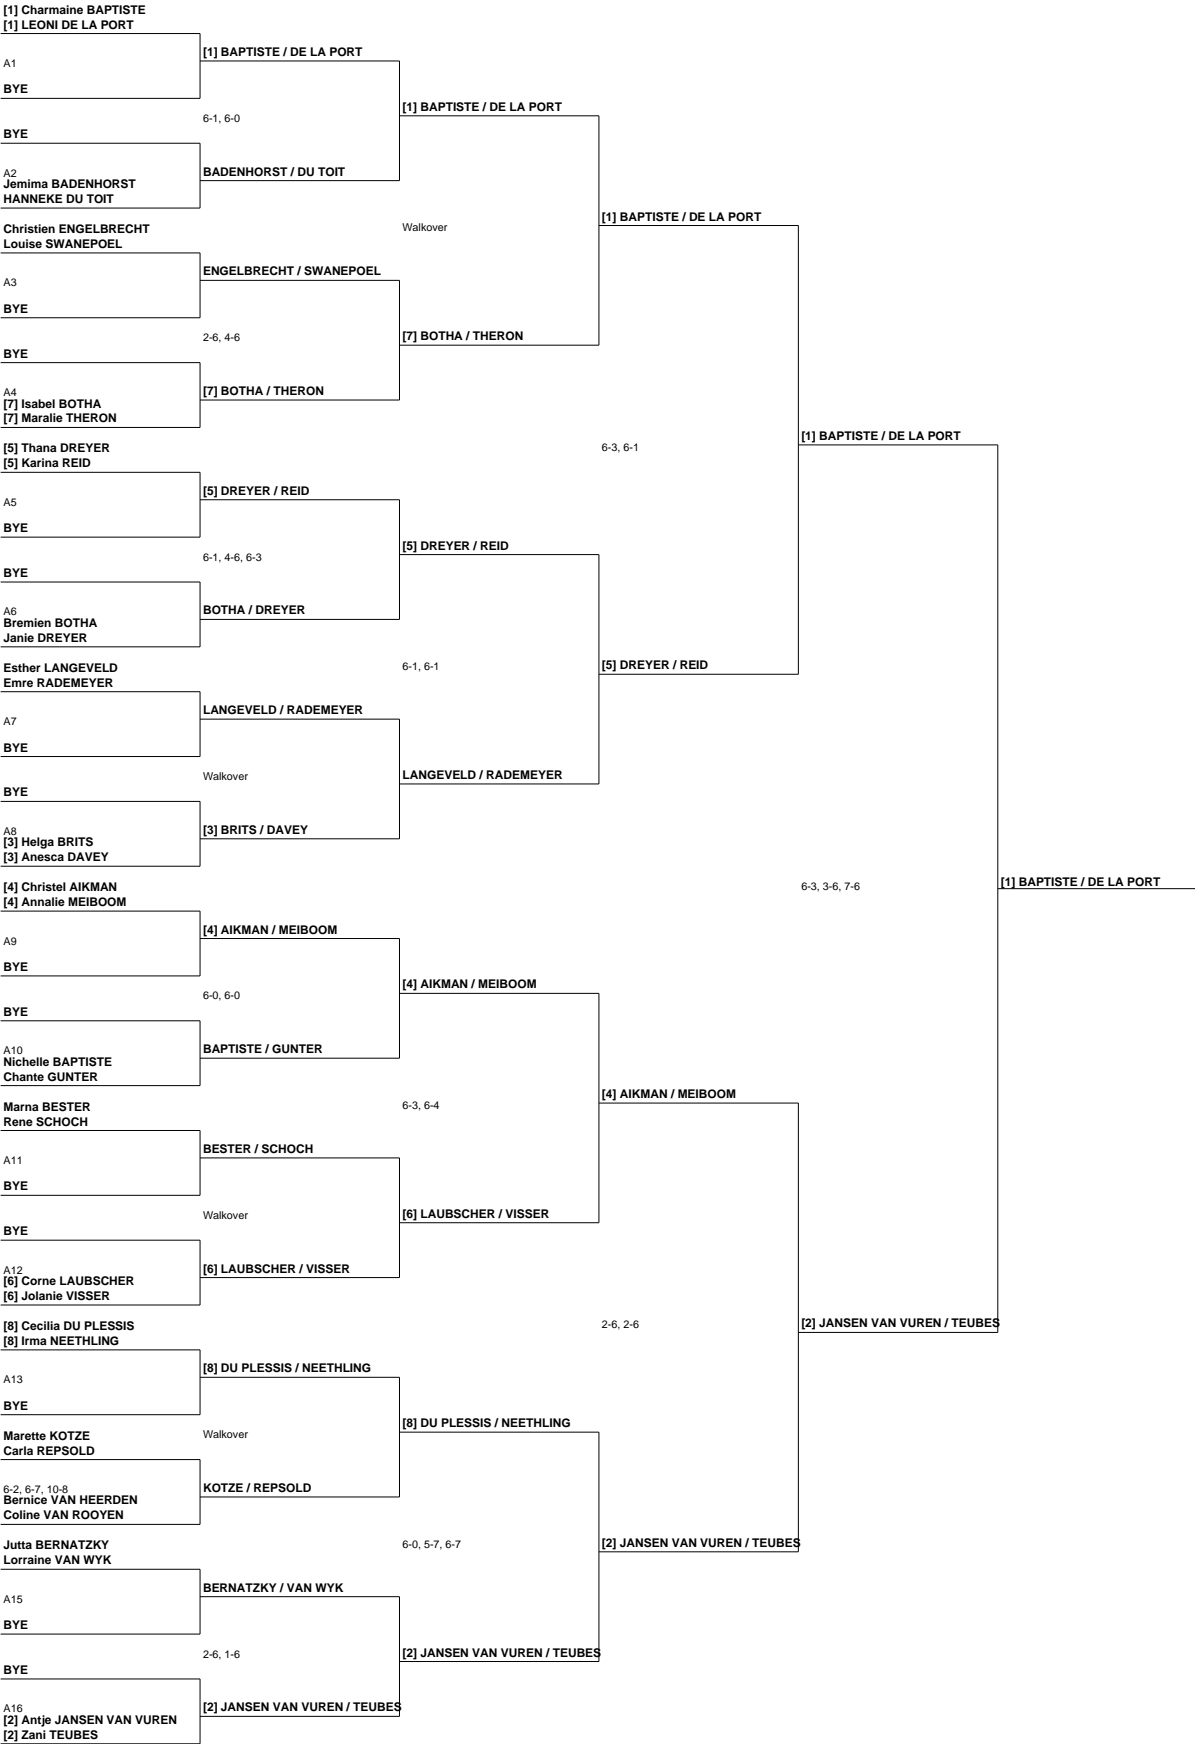 [1] Charmaine BAPTISTE
[1] LEONI DE LA PORT
[1] BAPTISTE / DE LA PORT
A1
BYE
[1] BAPTISTE / DE LA PORT
6-1, 6-0
BYE
A2
BADENHORST / DU TOIT
Jemima BADENHORST
HANNEKE DU TOIT
[1] BAPTISTE / DE LA PORT
Walkover
Christien ENGELBRECHT
Louise SWANEPOEL
ENGELBRECHT / SWANEPOEL
A3
BYE
2-6, 4-6
[7] BOTHA / THERON
BYE
A4
[7] BOTHA / THERON
[7] Isabel BOTHA
[7] Maralie THERON
[1] BAPTISTE / DE LA PORT
6-3, 6-1
[5] Thana DREYER
[5] Karina REID
[5] DREYER / REID
A5
BYE
[5] DREYER / REID
6-1, 4-6, 6-3
BYE
A6
BOTHA / DREYER
Bremien BOTHA
Janie DREYER
6-1, 6-1
[5] DREYER / REID
Esther LANGEVELD
Emre RADEMEYER
LANGEVELD / RADEMEYER
A7
BYE
Walkover
LANGEVELD / RADEMEYER
BYE
A8
[3] BRITS / DAVEY
[3] Helga BRITS
[3] Anesca DAVEY
6-3, 3-6, 7-6
[1] BAPTISTE / DE LA PORT
[4] Christel AIKMAN
[4] Annalie MEIBOOM
[4] AIKMAN / MEIBOOM
A9
BYE
[4] AIKMAN / MEIBOOM
6-0, 6-0
BYE
A10
BAPTISTE / GUNTER
Nichelle BAPTISTE
Chante GUNTER
[4] AIKMAN / MEIBOOM
6-3, 6-4
Marna BESTER
Rene SCHOCH
BESTER / SCHOCH
A11
BYE
Walkover
[6] LAUBSCHER / VISSER
BYE
A12
[6] LAUBSCHER / VISSER
[6] Corne LAUBSCHER
[6] Jolanie VISSER
2-6, 2-6
[2] JANSEN VAN VUREN / TEUBES
[8] Cecilia DU PLESSIS
[8] Irma NEETHLING
[8] DU PLESSIS / NEETHLING
A13
BYE
[8] DU PLESSIS / NEETHLING
Walkover
Marette KOTZE
Carla REPSOLD
6-2, 6-7, 10-8
KOTZE / REPSOLD
Bernice VAN HEERDEN
Coline VAN ROOYEN
6-0, 5-7, 6-7
[2] JANSEN VAN VUREN / TEUBES
Jutta BERNATZKY
Lorraine VAN WYK
BERNATZKY / VAN WYK
A15
BYE
2-6, 1-6
[2] JANSEN VAN VUREN / TEUBES
BYE
A16
[2] JANSEN VAN VUREN / TEUBES
[2] Antje JANSEN VAN VUREN
[2] Zani TEUBES